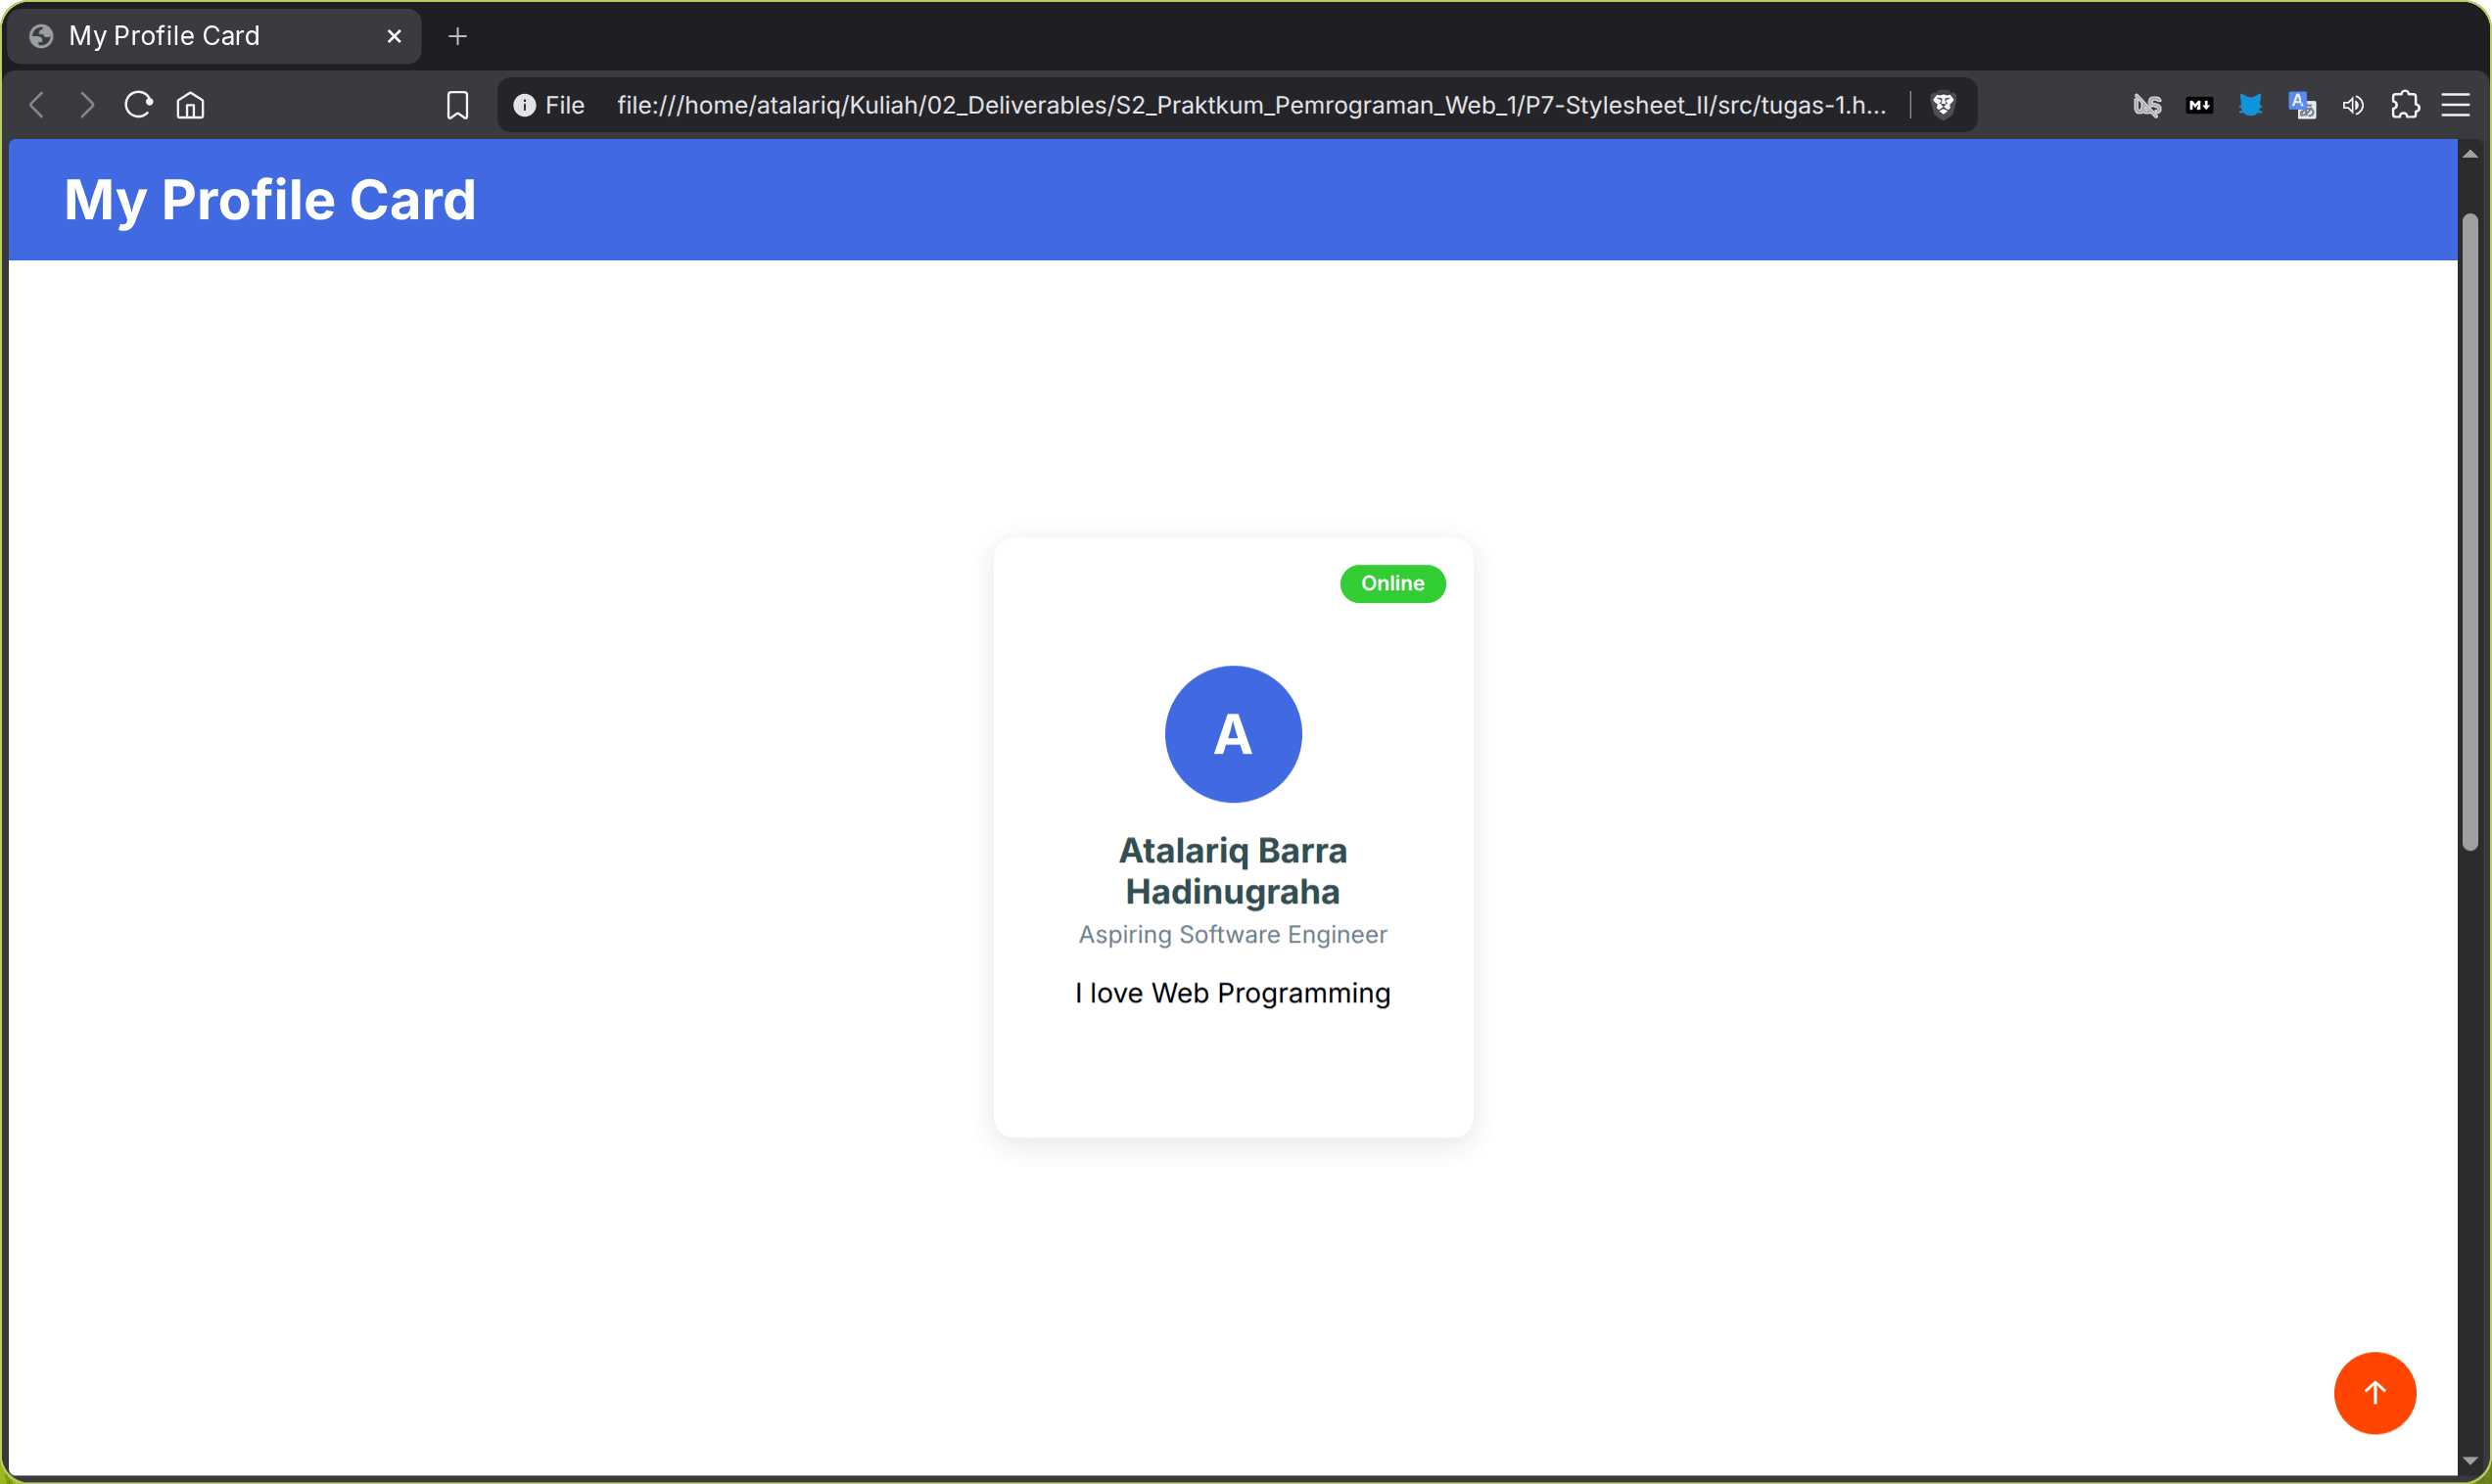 My Profile Card
File file:///home/atalariq/Kuliah/02_Deliverables/S2_Praktkum_Pemrograman_Web_1/P7-Stylesheet_II/src/tugas-1.h...
My Profile Card
Online
A
Atalariq Barra
Hadinugraha
Aspiring Software Engineer
I love Web Programming